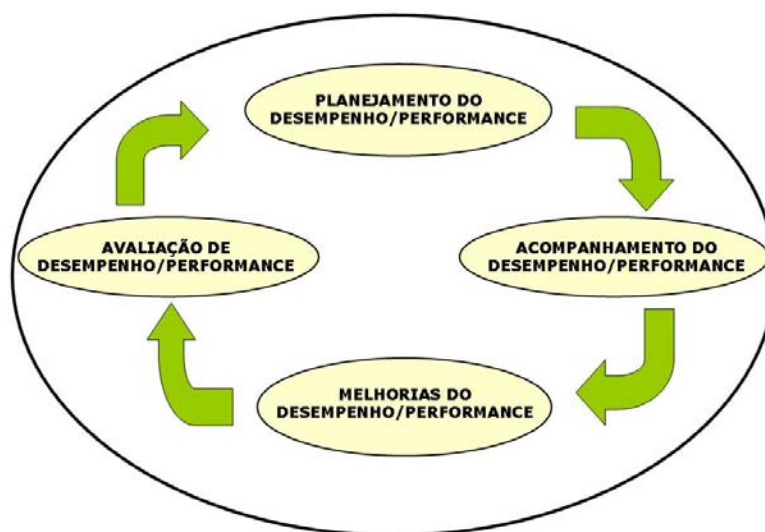 PLANEJAMENTO DO
DESEMPENHO/PERFORMANCE
AVALIAÇÃO DE
DESEMPENHO/PERFORMANCE
ACOMPANHAMENTO DO
DESEMPENHO/PERFORMANCE
MELHORIAS DO
DESEMPENHO/PERFORMANCE